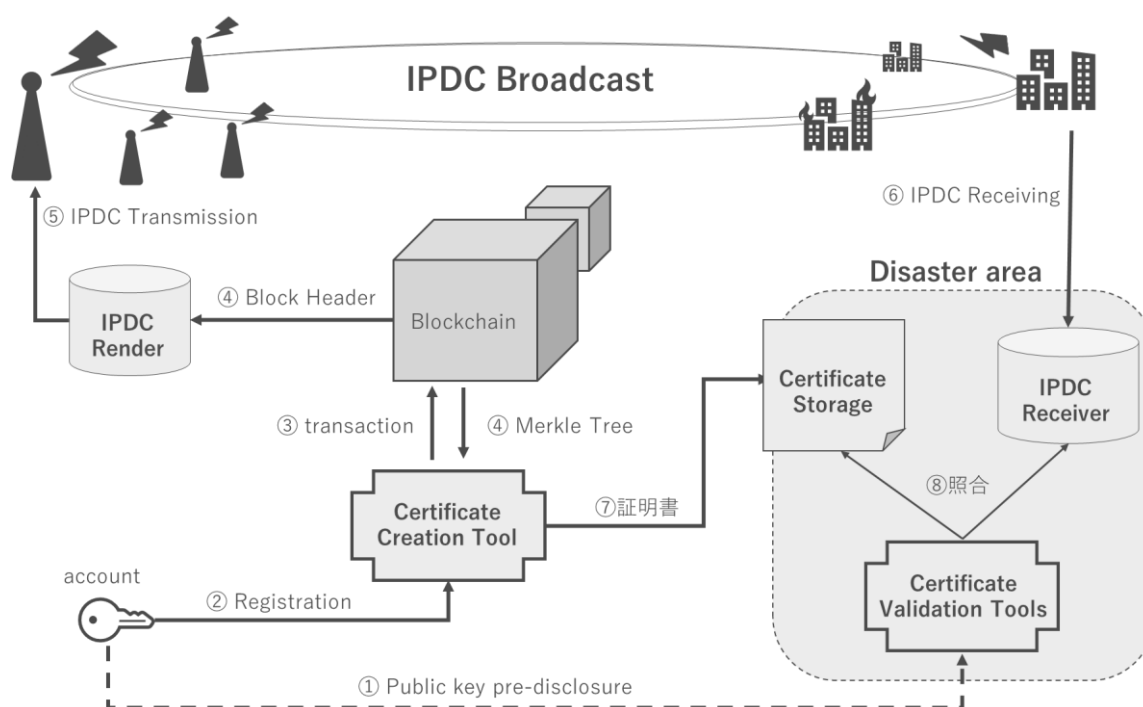 IPDC Broadcast
⑤ IPDC Transmission
⑥ IPDC Receiving
Disaster area
④ Block Header
Blockchain
IPDC
Render
Certificate
Storage
IPDC
Receiver
③ transaction
④ Merkle Tree
⑧照合
⑦証明書
Certificate
Creation Tool
account
② Registration
Certificate
Validation Tools
① Public key pre-disclosure